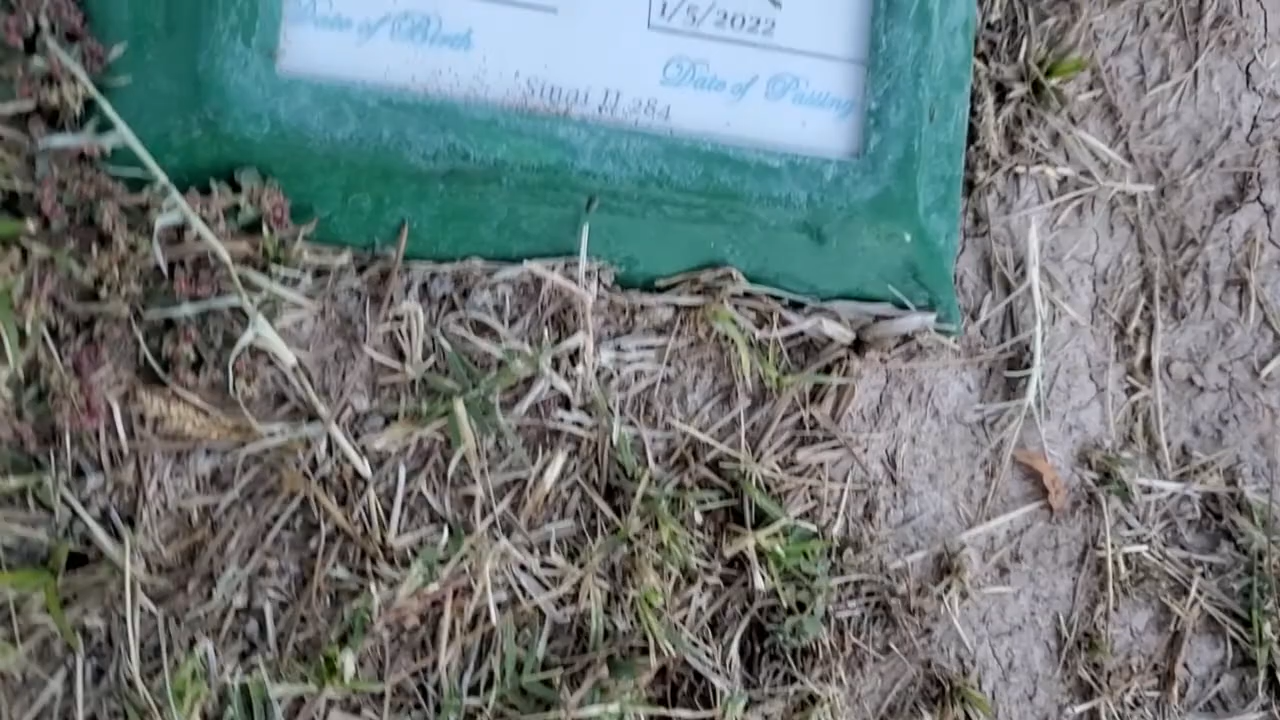 1/5/2022
Date of Birth
Date of Passing
Sinai II 284